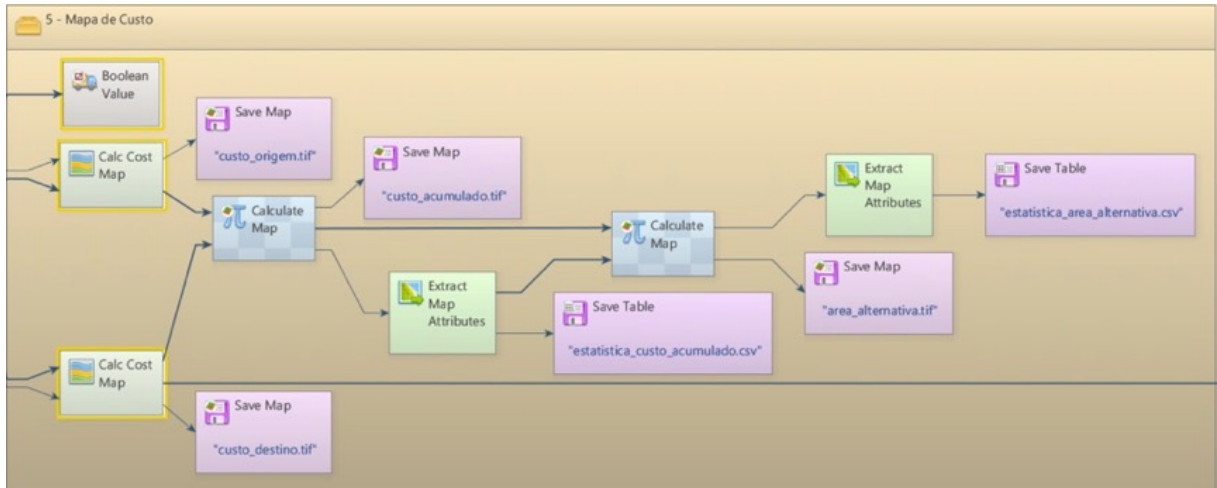 5 - Mapa de Custo
Boolean
Value
Calc Cost
Map
Save Map
"custo_origem.tif"
Save Map
"custo_acumulado.tif"
Calculate
Map
Extract
Map
Attributes
Save Table
"estatistica_custo_acumulado.csv"
Calculate
Map
Extract
Map
Attributes
Save Table
"estatistica_area_alternativa.csv"
Save Map
"area_alternativa.tif"
Calc Cost
Map
Save Map
"custo_destino.tif"